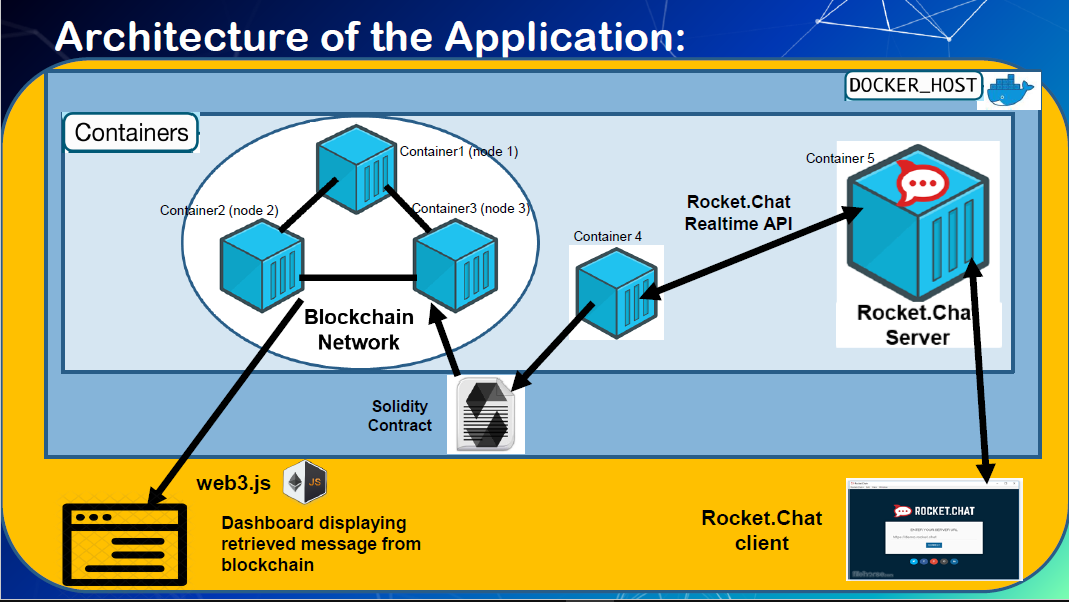 Architecture of the Application:
DOCKER_HOST
Containers
Container1 (node 1)
Container 5
Container2 (node 2)
Container3 (node 3)
Rocket.Chat
Realtime API
Container 4
Blockchain
Network
Rocket.Cha
Server
Solidity
Contract
web3.js
JS
Dashboard displaying
retrieved message from
blockchain
Rocket.Chat
client
ROCKET.CHAT